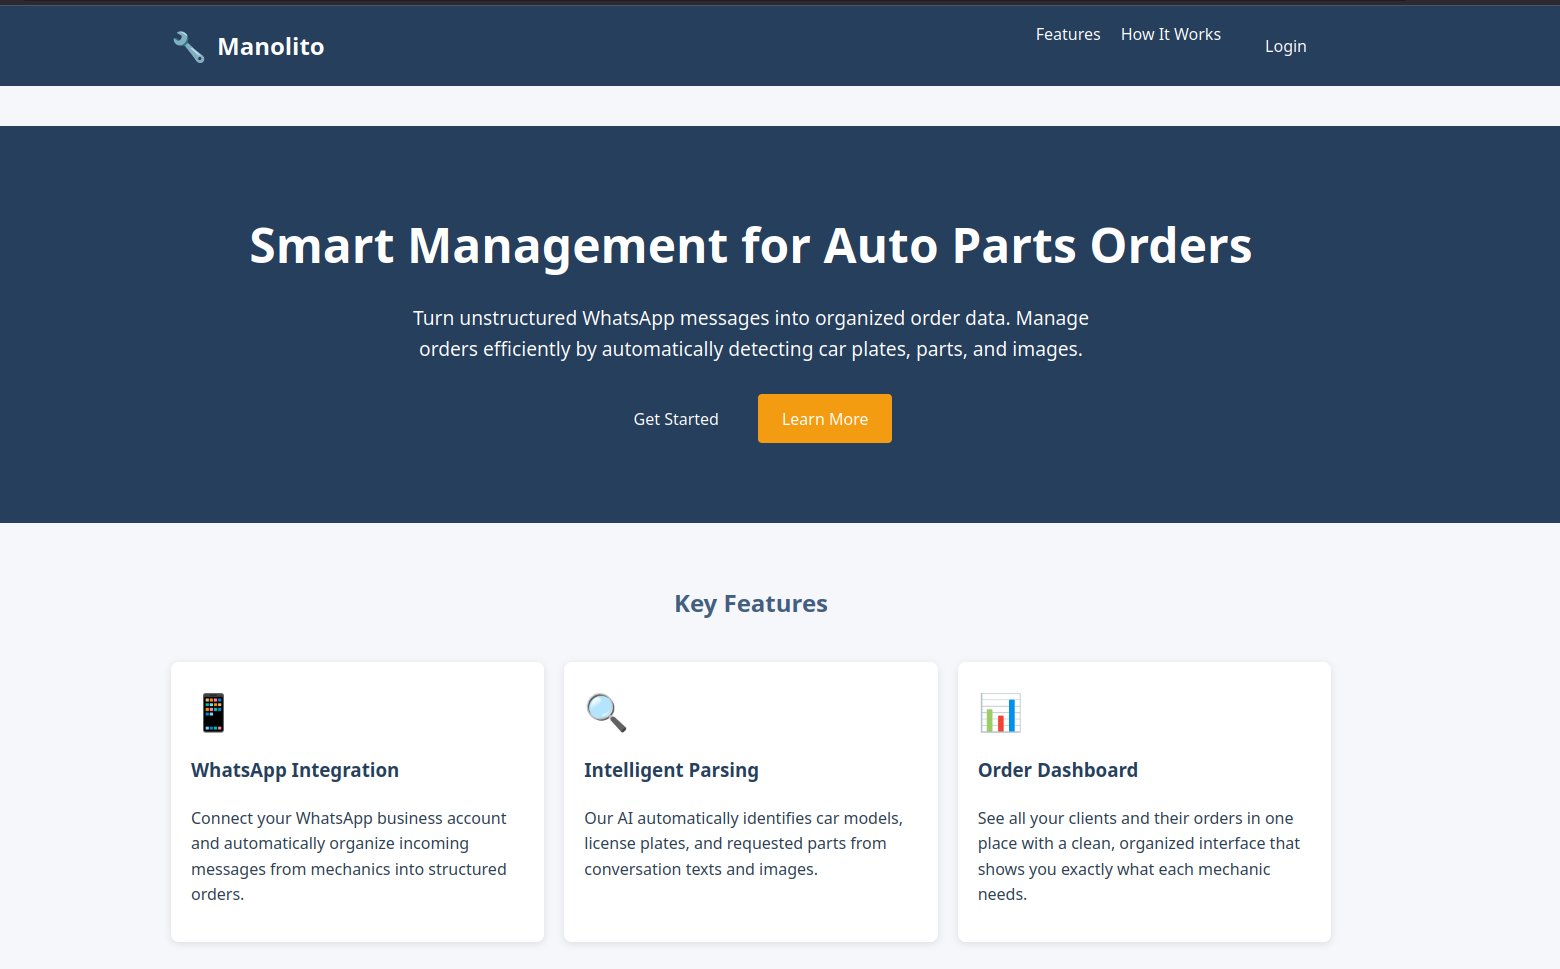 Manolito
Features
How It Works
Login
Smart Management for Auto Parts Orders
Turn unstructured WhatsApp messages into organized order data. Manage
orders efficiently by automatically detecting car plates, parts, and images.
Get Started
Learn More
Key Features
WhatsApp Integration
Connect your WhatsApp business account
and automatically organize incoming
messages from mechanics into structured
orders.
Intelligent Parsing
Our AI automatically identifies car models,
license plates, and requested parts from
conversation texts and images.
Order Dashboard
See all your clients and their orders in one
place with a clean, organized interface that
shows you exactly what each mechanic
needs.